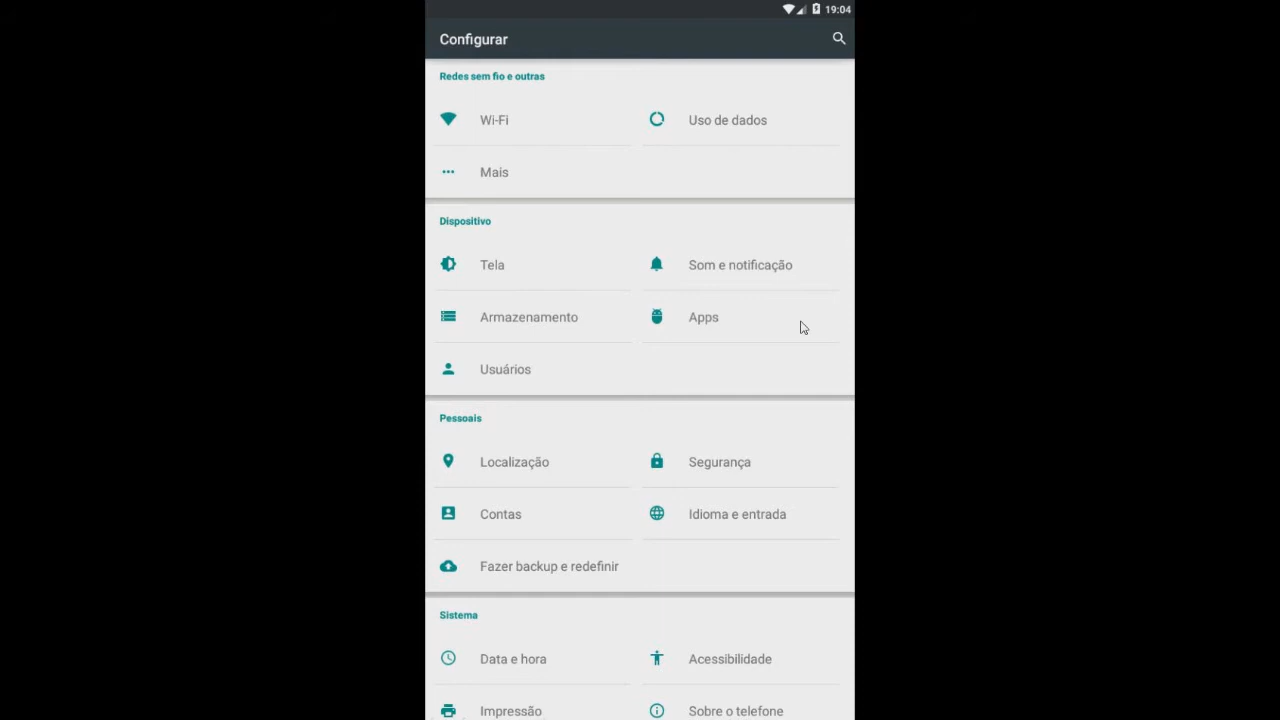 19:04
Configurar
Redes sem fio e outras
Wi-Fi
Uso de dados
Mais
Dispositivo
Tela
Som e notificação
Armazenamento
Apps
Usuários
Pessoais
Localização
Segurança
Contas
Idioma e entrada
Fazer backup e redefinir
Sistema
Data e hora
Acessibilidade
Impressão
Sobre o telefone